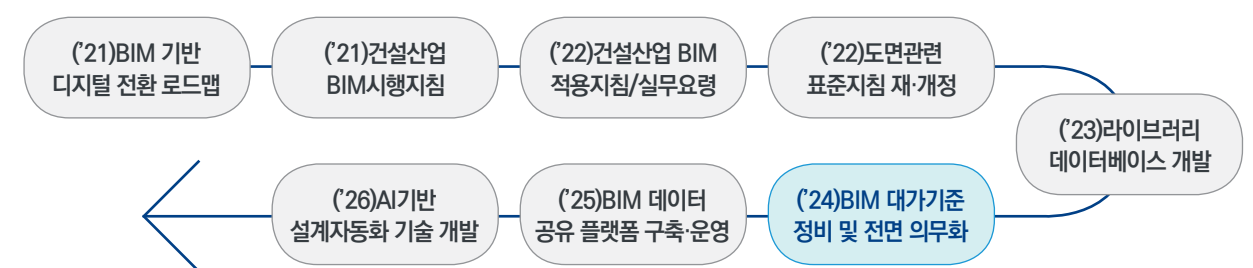 ('21)BIM 기반
디지털 전환 로드맵
('21)건설산업
BIM시행지침
('22)건설산업 BIM
적용지침/실무요령
('22)도면관련
표준지침 재·개정
('23)라이브러리
데이터베이스 개발
('24)BIM 대가기준
정비 및 전면 의무화
('25)BIM 데이터
공유 플랫폼 구축·운영
('26)AI기반
설계자동화 기술 개발